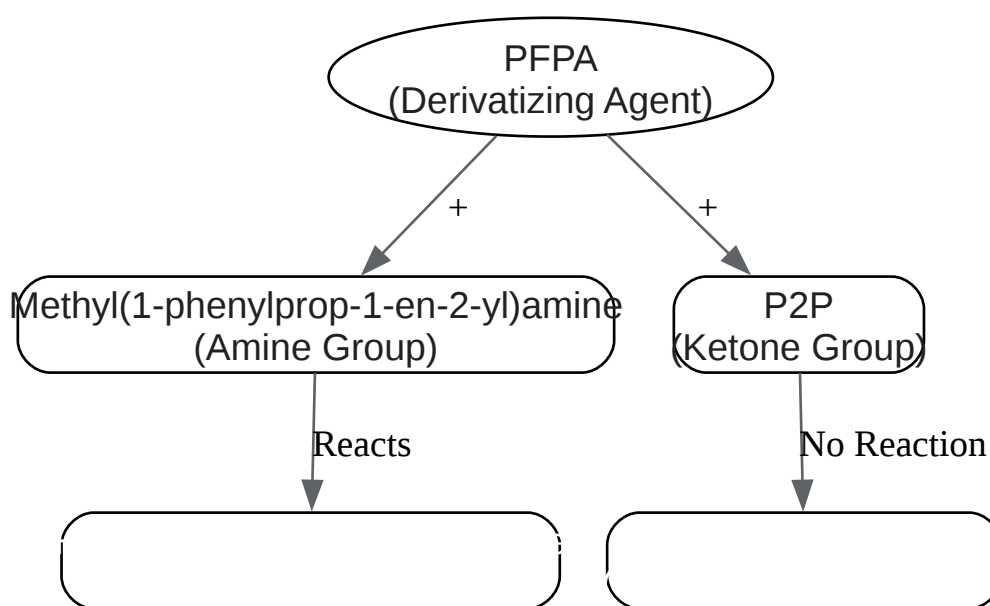 PFPA
(Derivatizing Agent)
+
+
Methyl(1-phenylprop-1-en-2-yl)amine
(Amine Group)
P2P
(Ketone Group)
Reacts
No Reaction